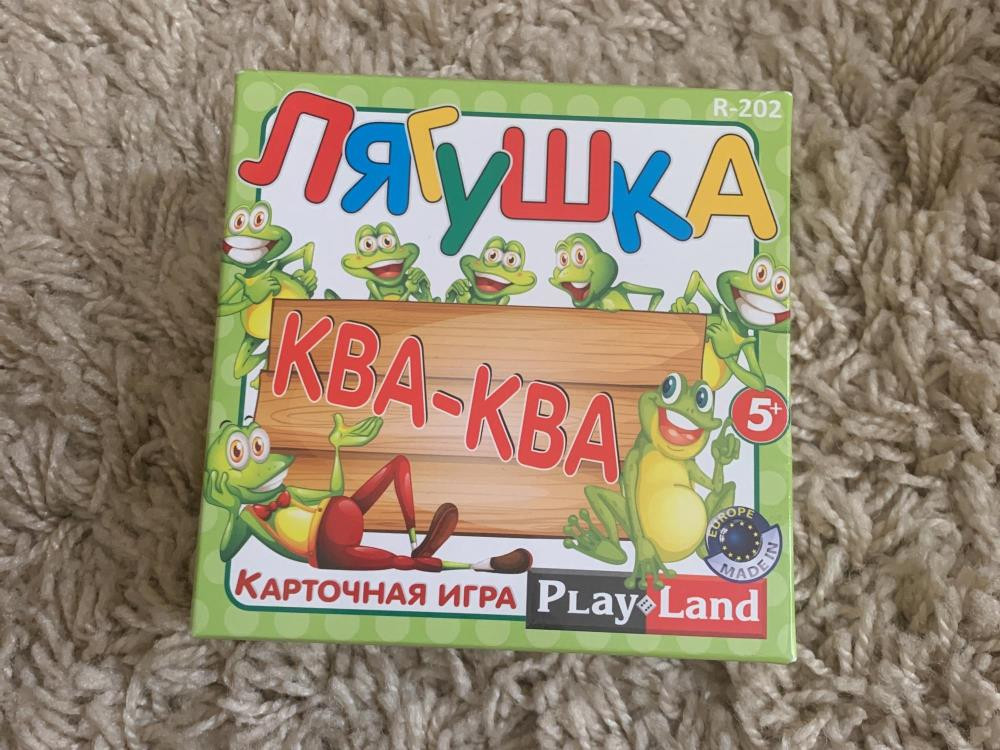 R-202
ЛЯГУШКА
КВА-КВА
5+
EUROPE
MADE IN
КАРТОЧНАЯ ИГРА
PLay Land